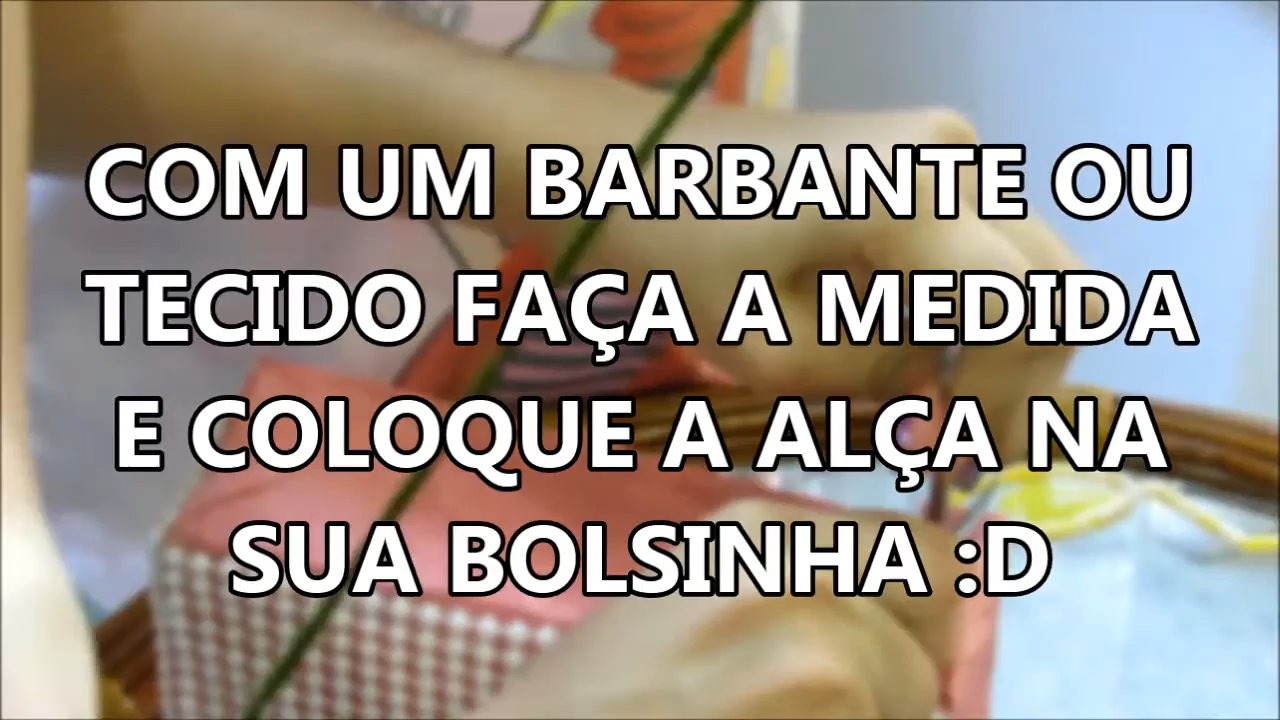 COM UM BARBANTE OU
TECIDO FAÇA A MEDIDA
E COLOQUE A ALÇA NA
SUA BOLSINHA :D